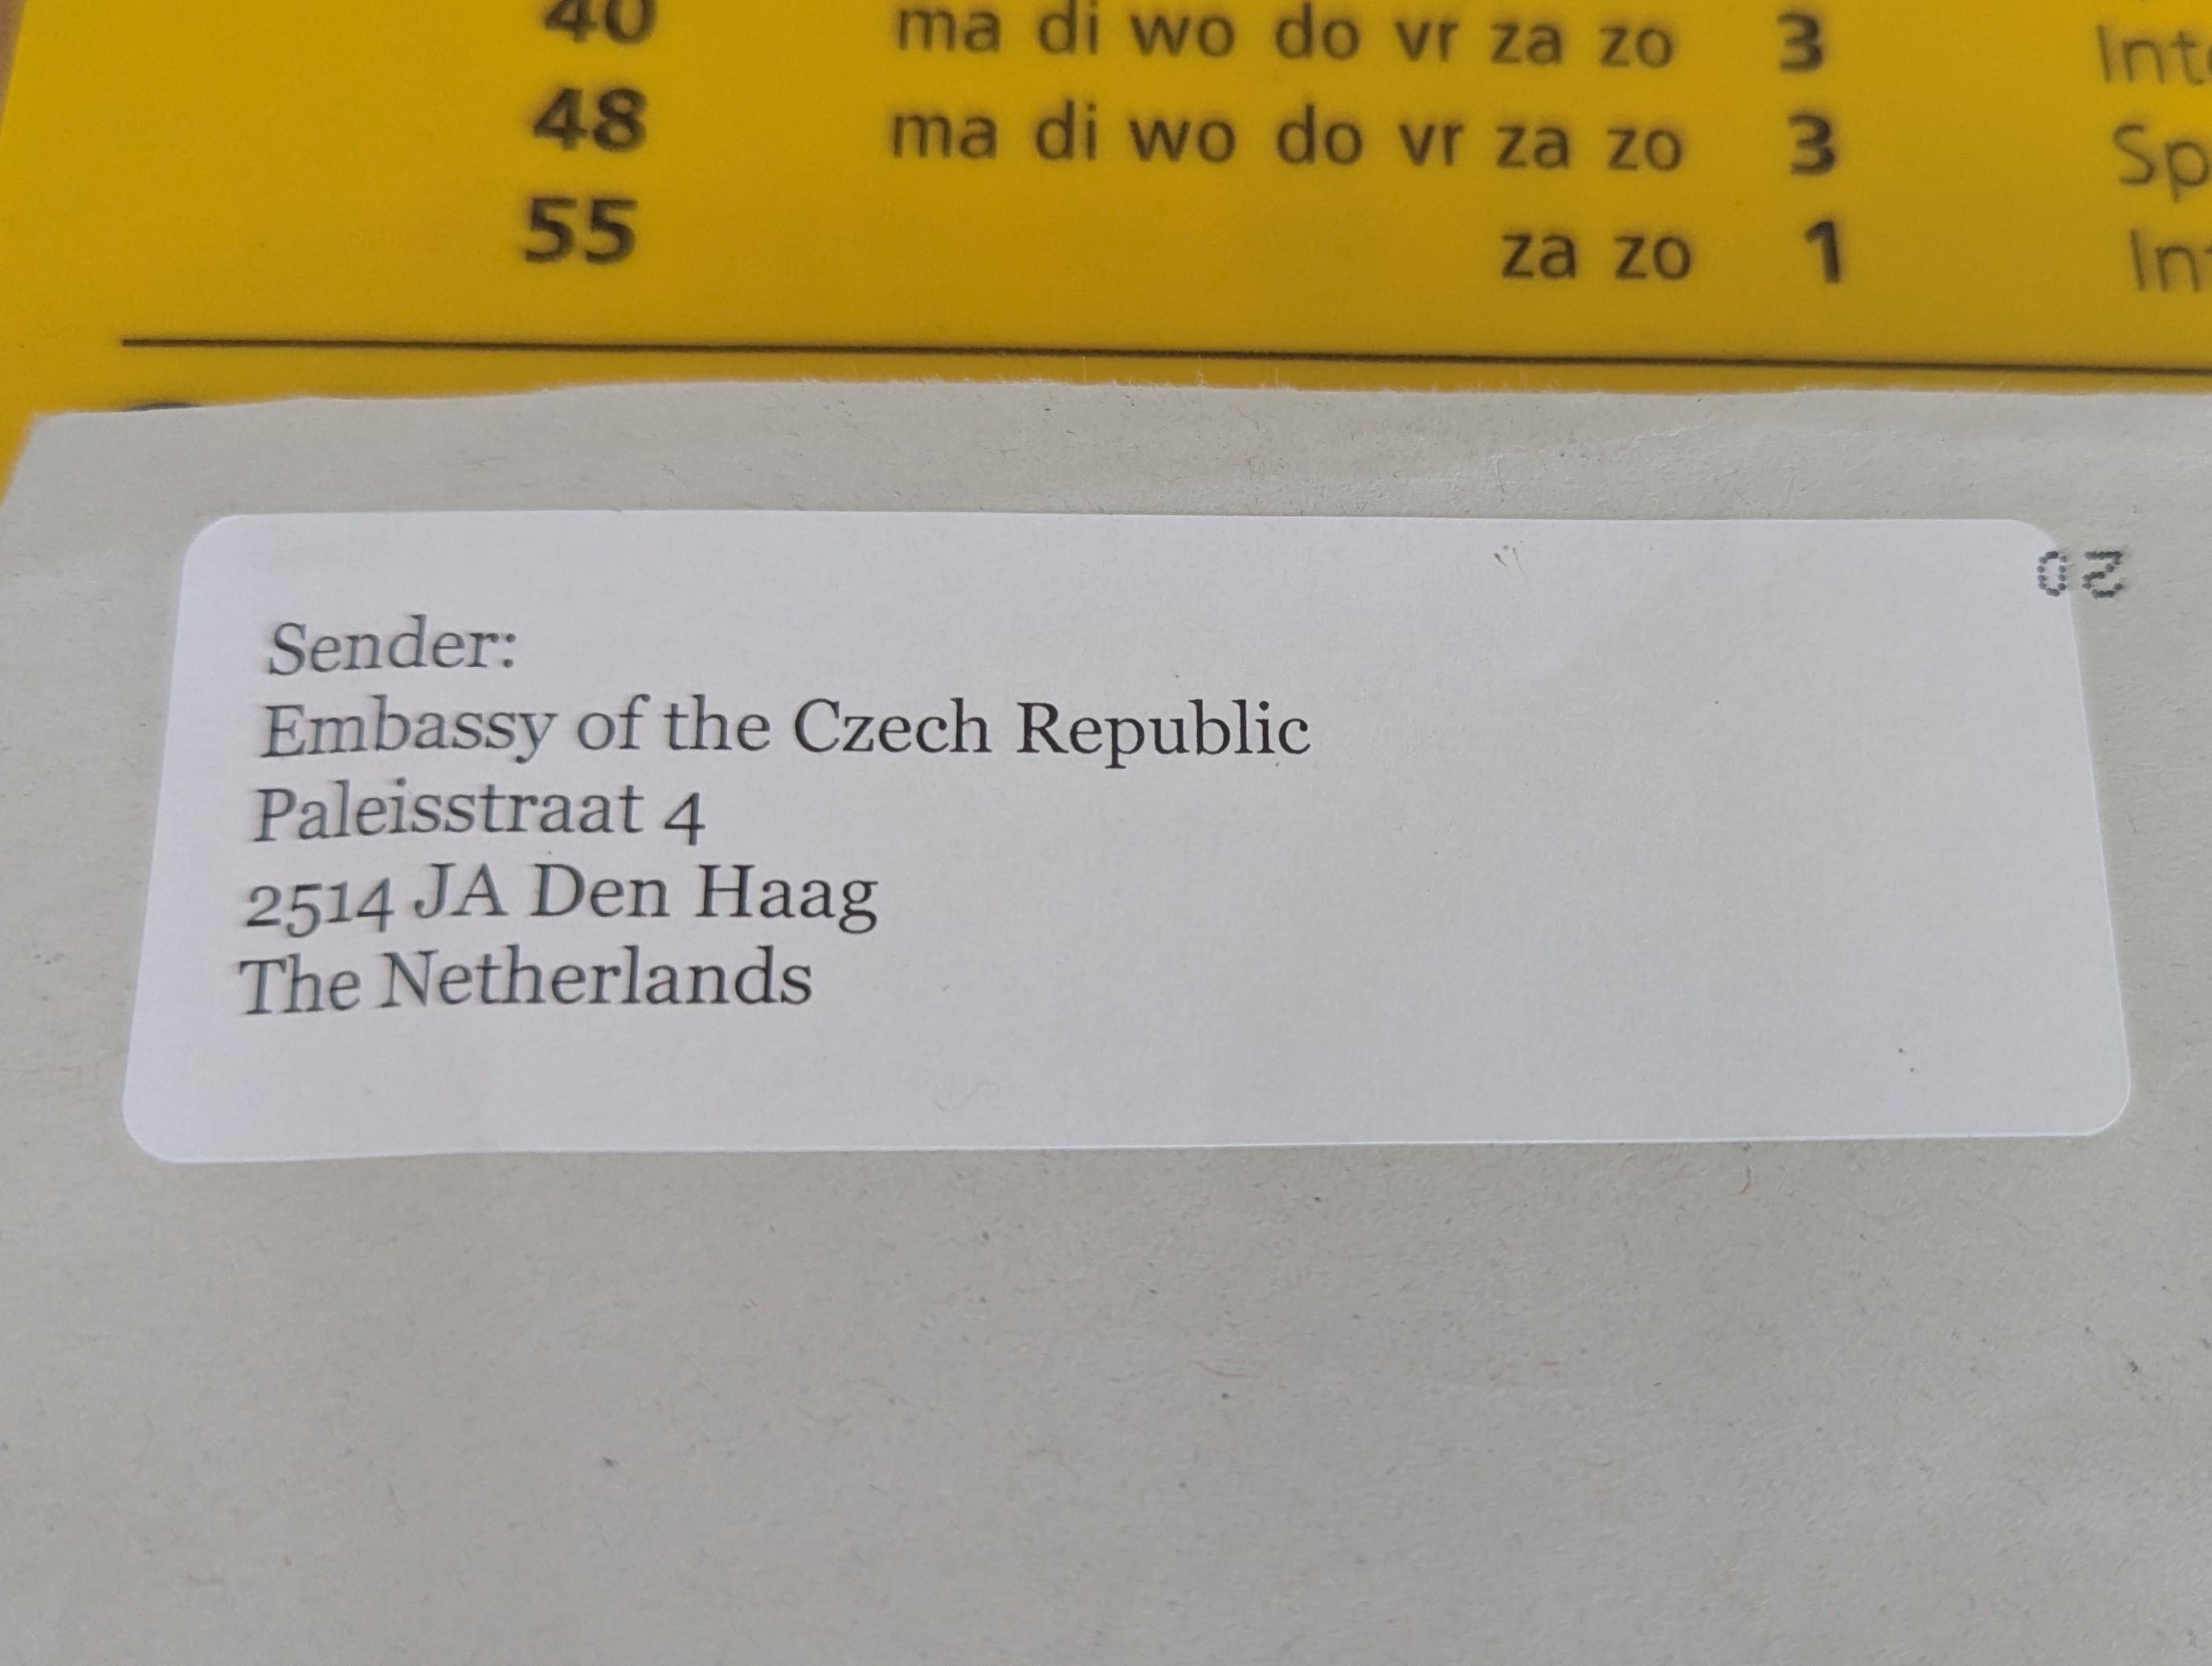 40 ma di wo do vr za zo 3
48 ma di wo do vr za zo 3
55 za zo 1
Sender:
Embassy of the Czech Republic
Paleisstraat 4
2514 JA Den Haag
The Netherlands